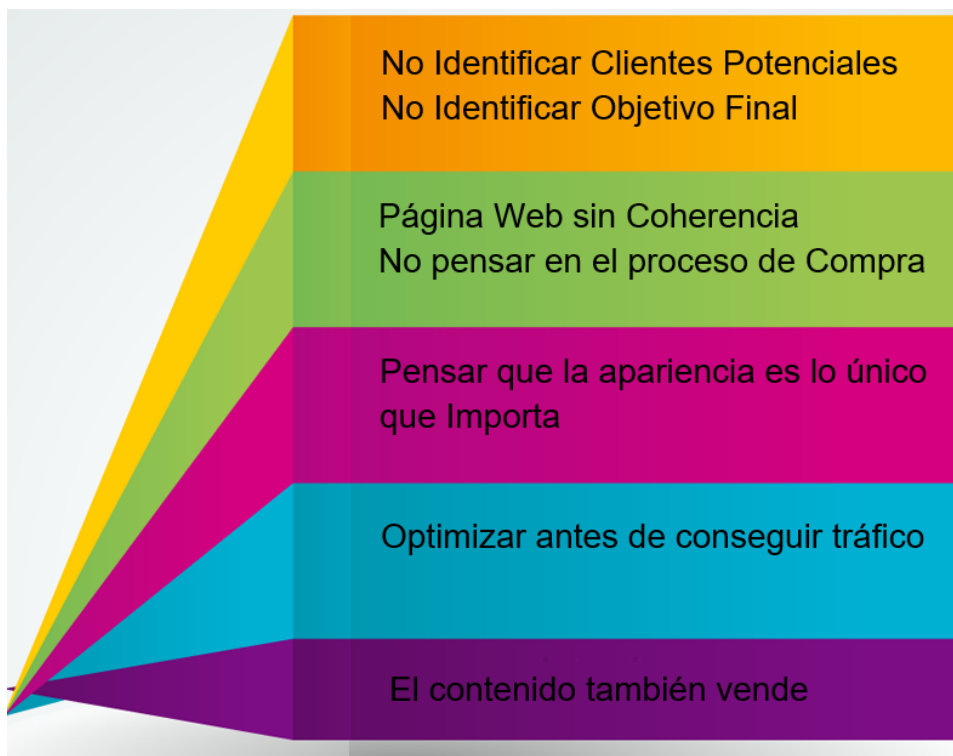 No Identificar Clientes Potenciales
No Identificar Objetivo Final
Página Web sin Coherencia
No pensar en el proceso de Compra
Pensar que la apariencia es lo único
que Importa
Optimizar antes de conseguir tráfico
El contenido también vende